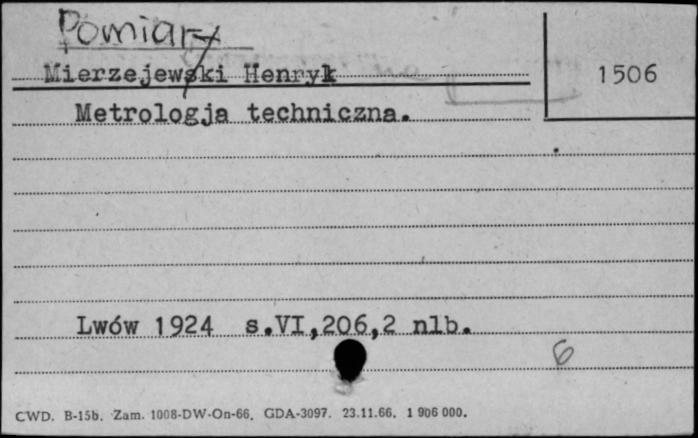 Pomiary
Mierzejewski Henryk
1506
Metrologja techniczna.
Lwów 1924 s.VI,206,2 nlb.
6
CWD. B-15b. Zam. 1008-DW-On-66. GDA-3097. 23.11.66. 1 906 000.